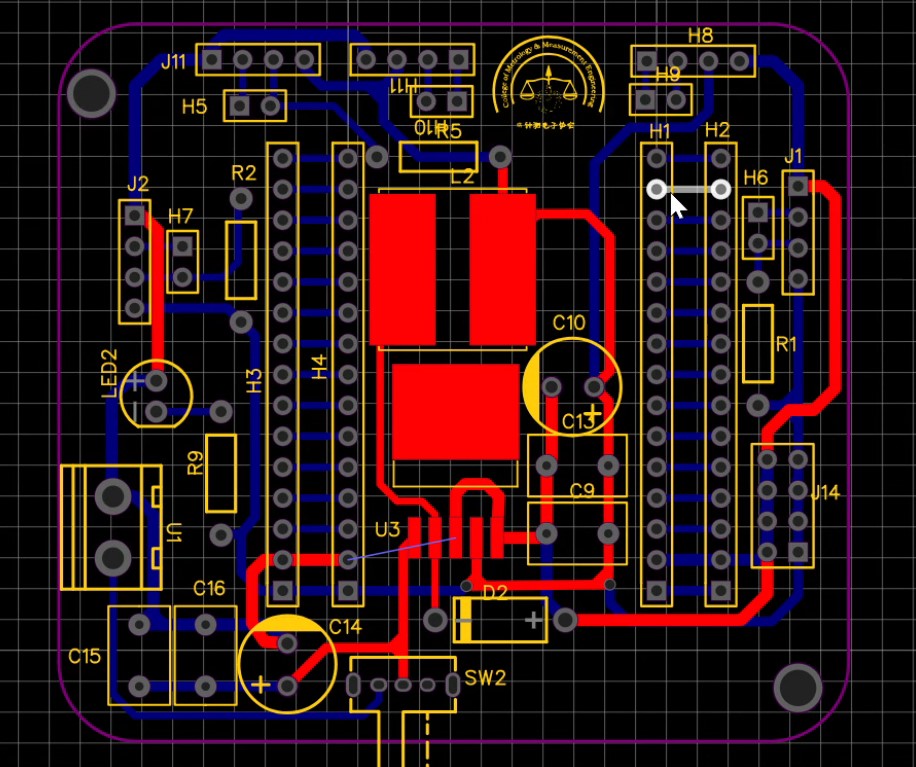 J11
H11
H8
H5
H10
R5
College of Metrology & Measurement Engineering
H9
H1
H2
L2
J1
R2
J2
H7
H6
C10
R1
LED2
H3
H4
C13
R9
C9
J14
U3
U1
D2
C16
C14
C15
SW2